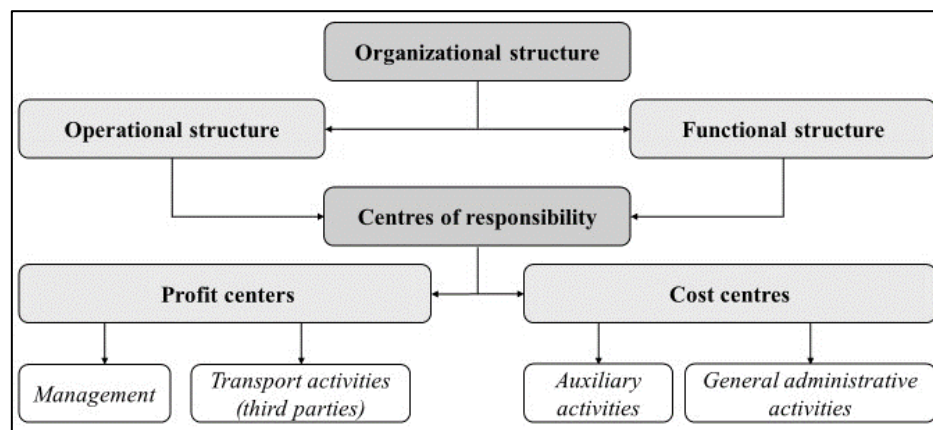 Organizational structure
Operational structure
Functional structure
Centres of responsibility
Profit centers
Cost centres
Management
Transport activities
(third parties)
Auxiliary
activities
General administrative
activities